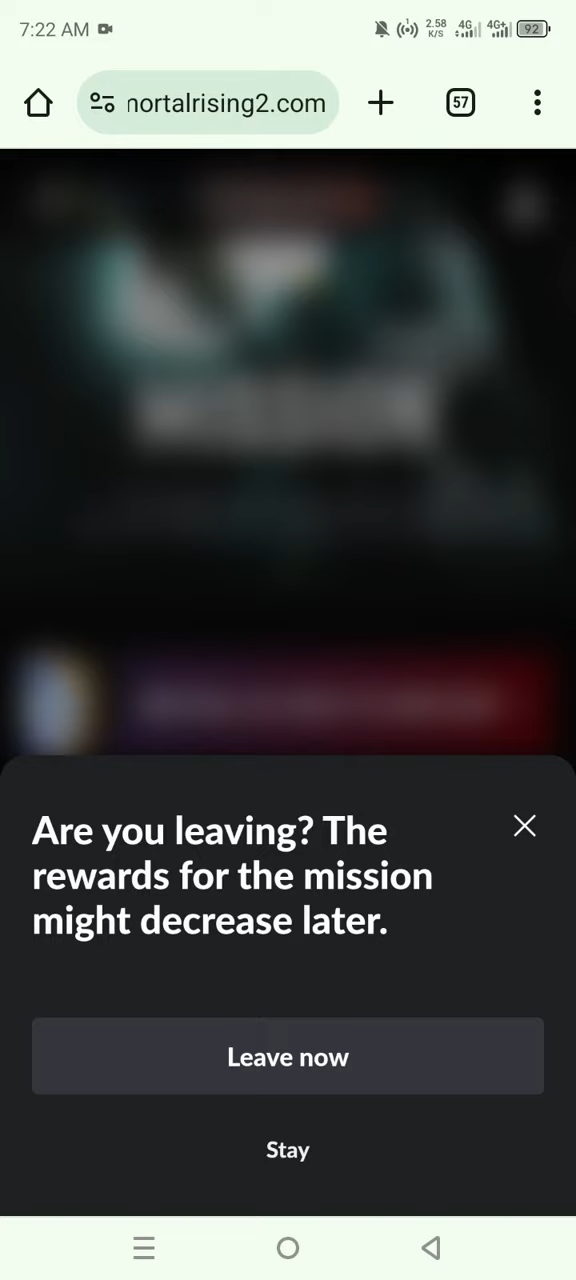 7:22 AM
2.58
K/S
4G
4G+
92
nortalrising2.com
57
Are you leaving? The
rewards for the mission
might decrease later.
Leave now
Stay